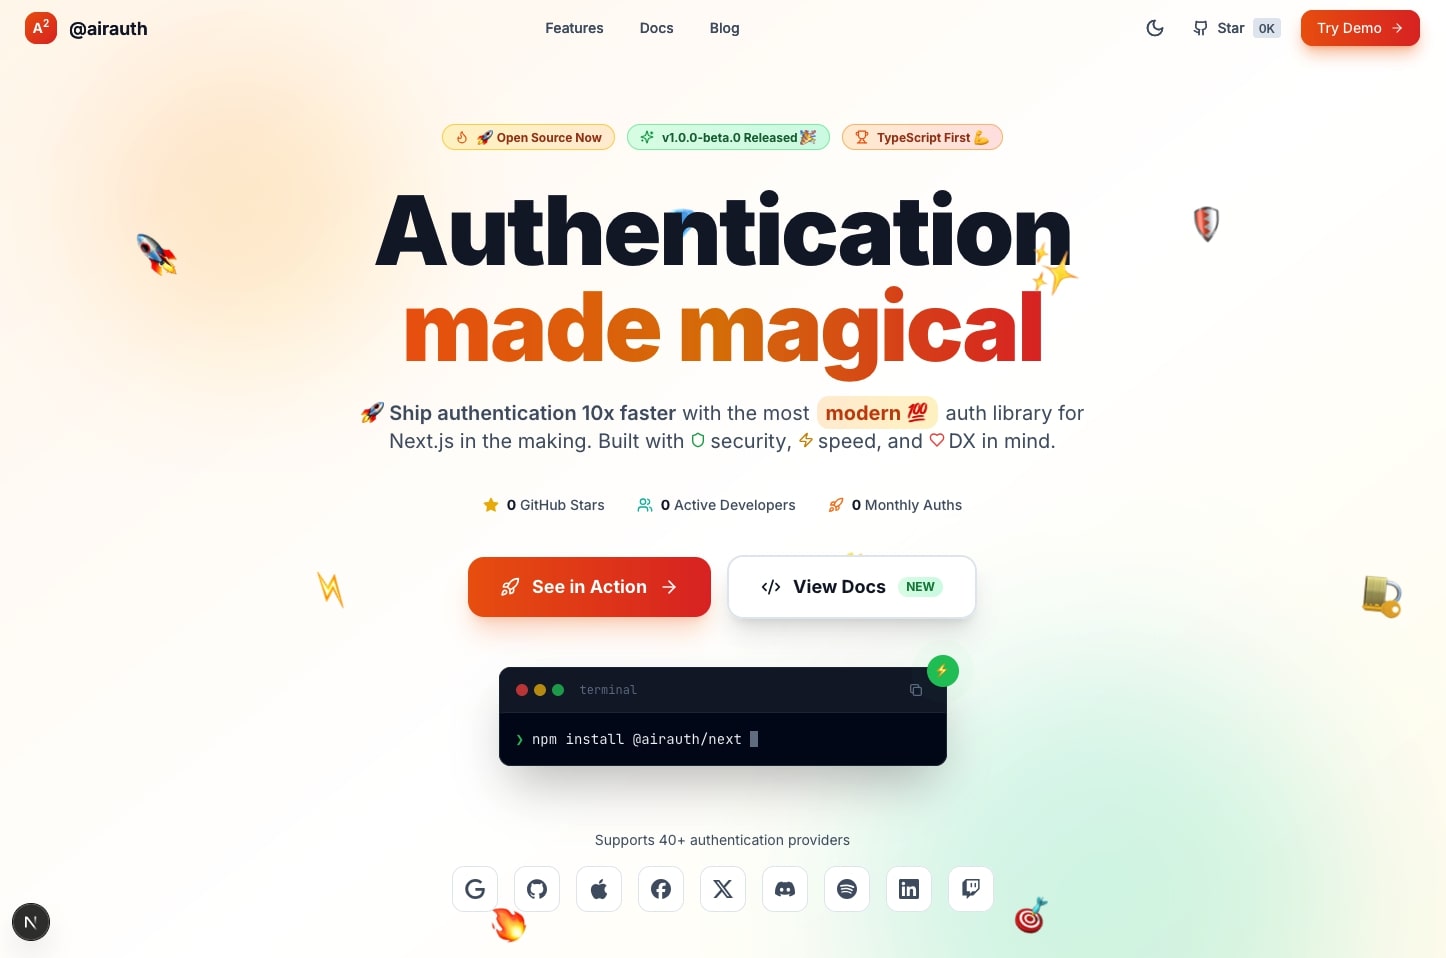 A2 @airauth
Features Docs Blog
Star 0K
Try Demo →
🚀 Open Source Now
v1.0.0-beta.0 Released 🎉
TypeScript First 💪
Authentication
made magical
🚀 Ship authentication 10x faster with the most modern 💯 auth library for
Next.js in the making. Built with security, speed, and DX in mind.
0 GitHub Stars
0 Active Developers
0 Monthly Auths
See in Action →
</> View Docs NEW
terminal
❯ npm install @airauth/next
Supports 40+ authentication providers
N